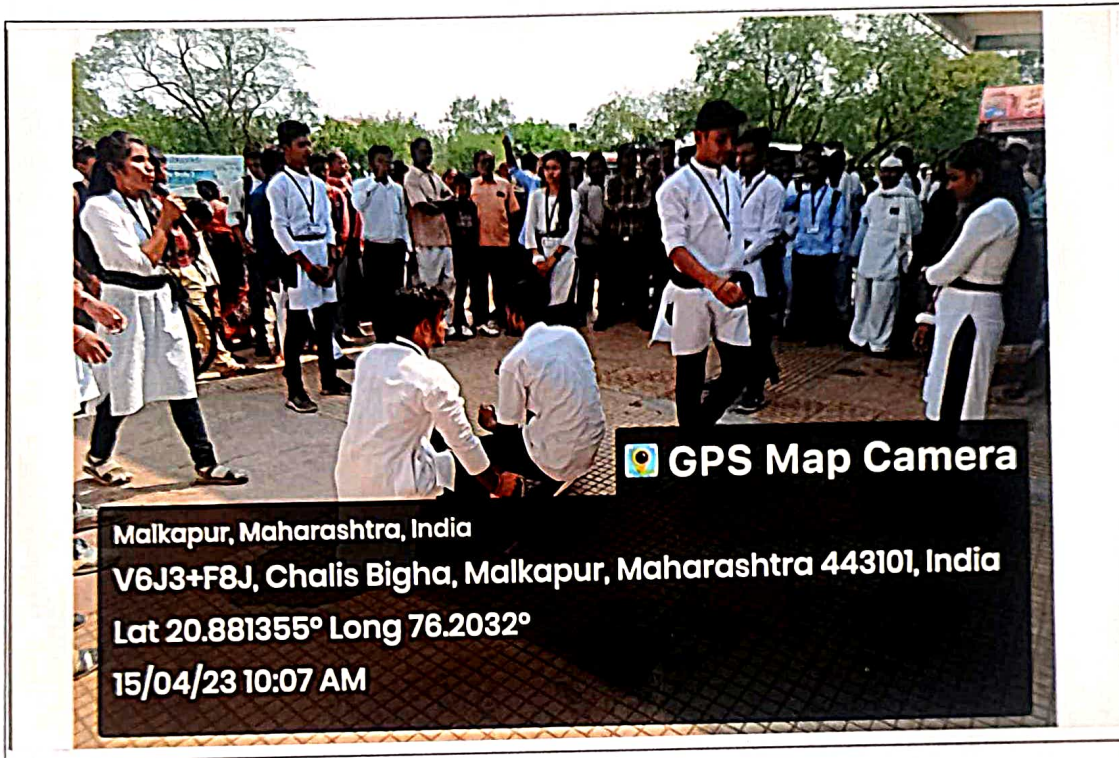 GPS Map Camera
Malkapur, Maharashtra, India
V6J3+F8J, Chalis Bigha, Malkapur, Maharashtra 443101, India
Lat 20.881355° Long 76.2032°
15/04/23 10:07 AM